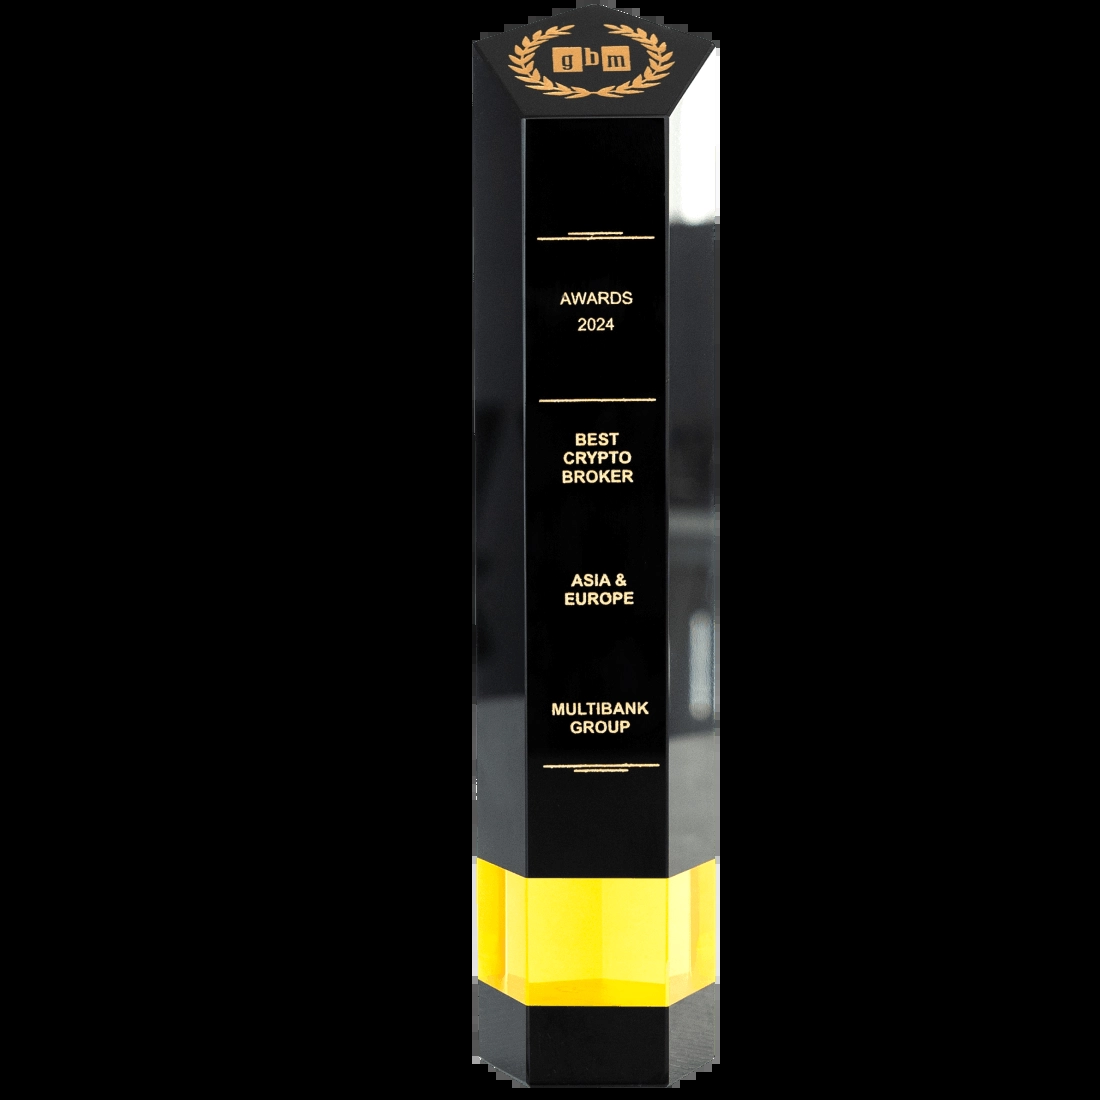 gbm
AWARDS
2024
BEST
CRYPTO
BROKER
ASIA &
EUROPE
MULTIBANK
GROUP